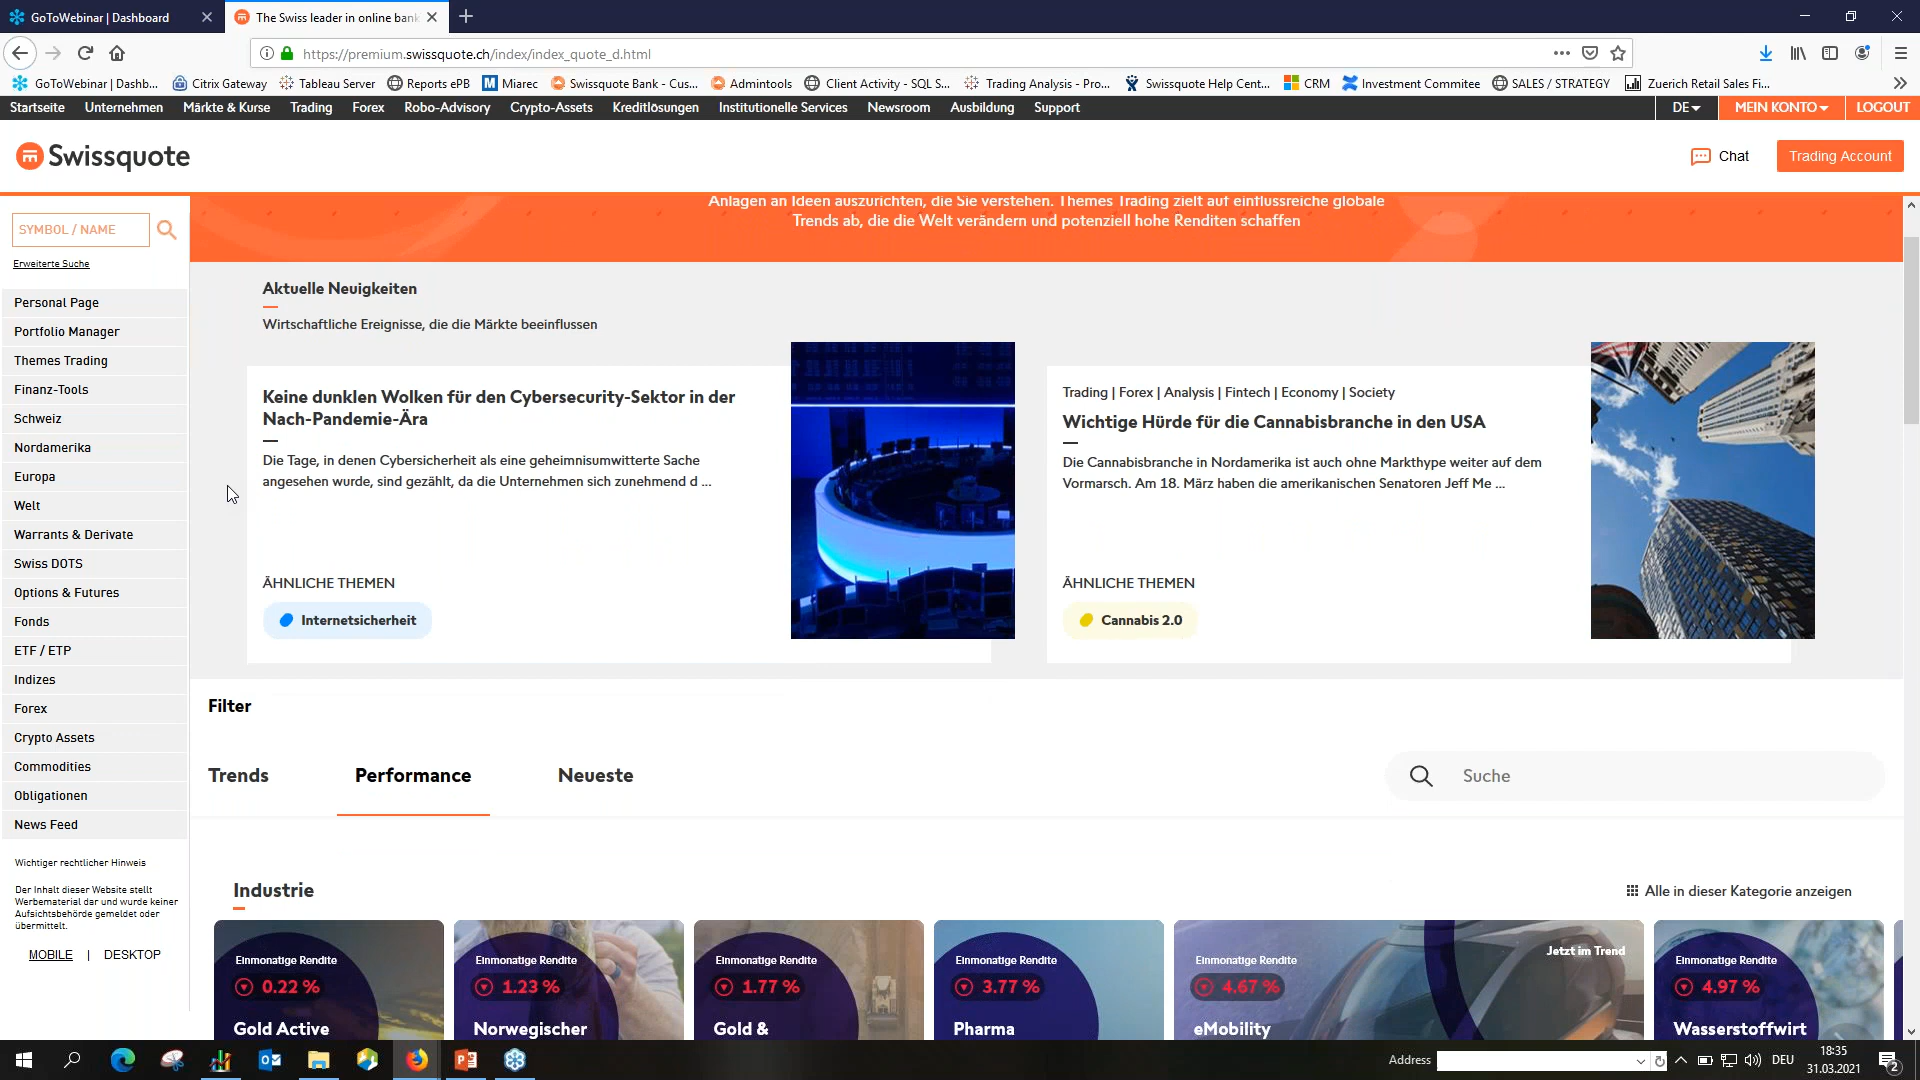 GoToWebinar | Dashboard
The Swiss leader in online bank
https://premium.swissquote.ch/index/index_quote_d.html
GoToWebinar | Dashb...
Citrix Gateway
Tableau Server
Reports ePB
Miarec
Swissquote Bank - Cus...
Admintools
Client Activity - SQL S...
Trading Analysis - Pro...
Swissquote Help Cent...
CRM
Investment Commitee
SALES / STRATEGY
Zuerich Retail Sales Fi...
Startseite
Unternehmen
Märkte & Kurse
Trading
Forex
Robo-Advisory
Crypto-Assets
Kreditlösungen
Institutionelle Services
Newsroom
Ausbildung
Support
DE
MEIN KONTO
LOGOUT
Swissquote
Chat
Trading Account
SYMBOL / NAME
Erweiterte Suche
Personal Page
Portfolio Manager
Themes Trading
Finanz-Tools
Schweiz
Nordamerika
Europa
Welt
Warrants & Derivate
Swiss DOTS
Options & Futures
Fonds
ETF / ETP
Indizes
Forex
Crypto Assets
Commodities
Obligationen
News Feed
Wichtiger rechtlicher Hinweis
Der Inhalt dieser Website stellt
Werbematerial dar und wurde keiner
Aufsichtsbehörde gemeldet oder
übermittelt.
MOBILE | DESKTOP
Anlagen an Ideen auszurichten, die Sie verstehen. Themes Trading zielt auf einflussreiche globale
Trends ab, die die Welt verändern und potenziell hohe Renditen schaffen
Aktuelle Neuigkeiten
Wirtschaftliche Ereignisse, die die Märkte beeinflussen
Keine dunklen Wolken für den Cybersecurity-Sektor in der
Nach-Pandemie-Ära
Die Tage, in denen Cybersicherheit als eine geheimnisumwitterte Sache
angesehen wurde, sind gezählt, da die Unternehmen sich zunehmend d ...
ÄHNLICHE THEMEN
Internetsicherheit
Trading | Forex | Analysis | Fintech | Economy | Society
Wichtige Hürde für die Cannabisbranche in den USA
Die Cannabisbranche in Nordamerika ist auch ohne Markthype weiter auf dem
Vormarsch. Am 18. März haben die amerikanischen Senatoren Jeff Me ...
ÄHNLICHE THEMEN
Cannabis 2.0
Filter
Trends
Performance
Neueste
Suche
Industrie
Alle in dieser Kategorie anzeigen
Einmonatige Rendite
0.22 %
Gold Active
Einmonatige Rendite
1.23 %
Norwegischer
Einmonatige Rendite
1.77 %
Gold &
Einmonatige Rendite
3.77 %
Pharma
Jetzt im Trend
Einmonatige Rendite
4.67 %
eMobility
Einmonatige Rendite
4.97 %
Wasserstoffwirt
Address
DEU
18:35
31.03.2021
2